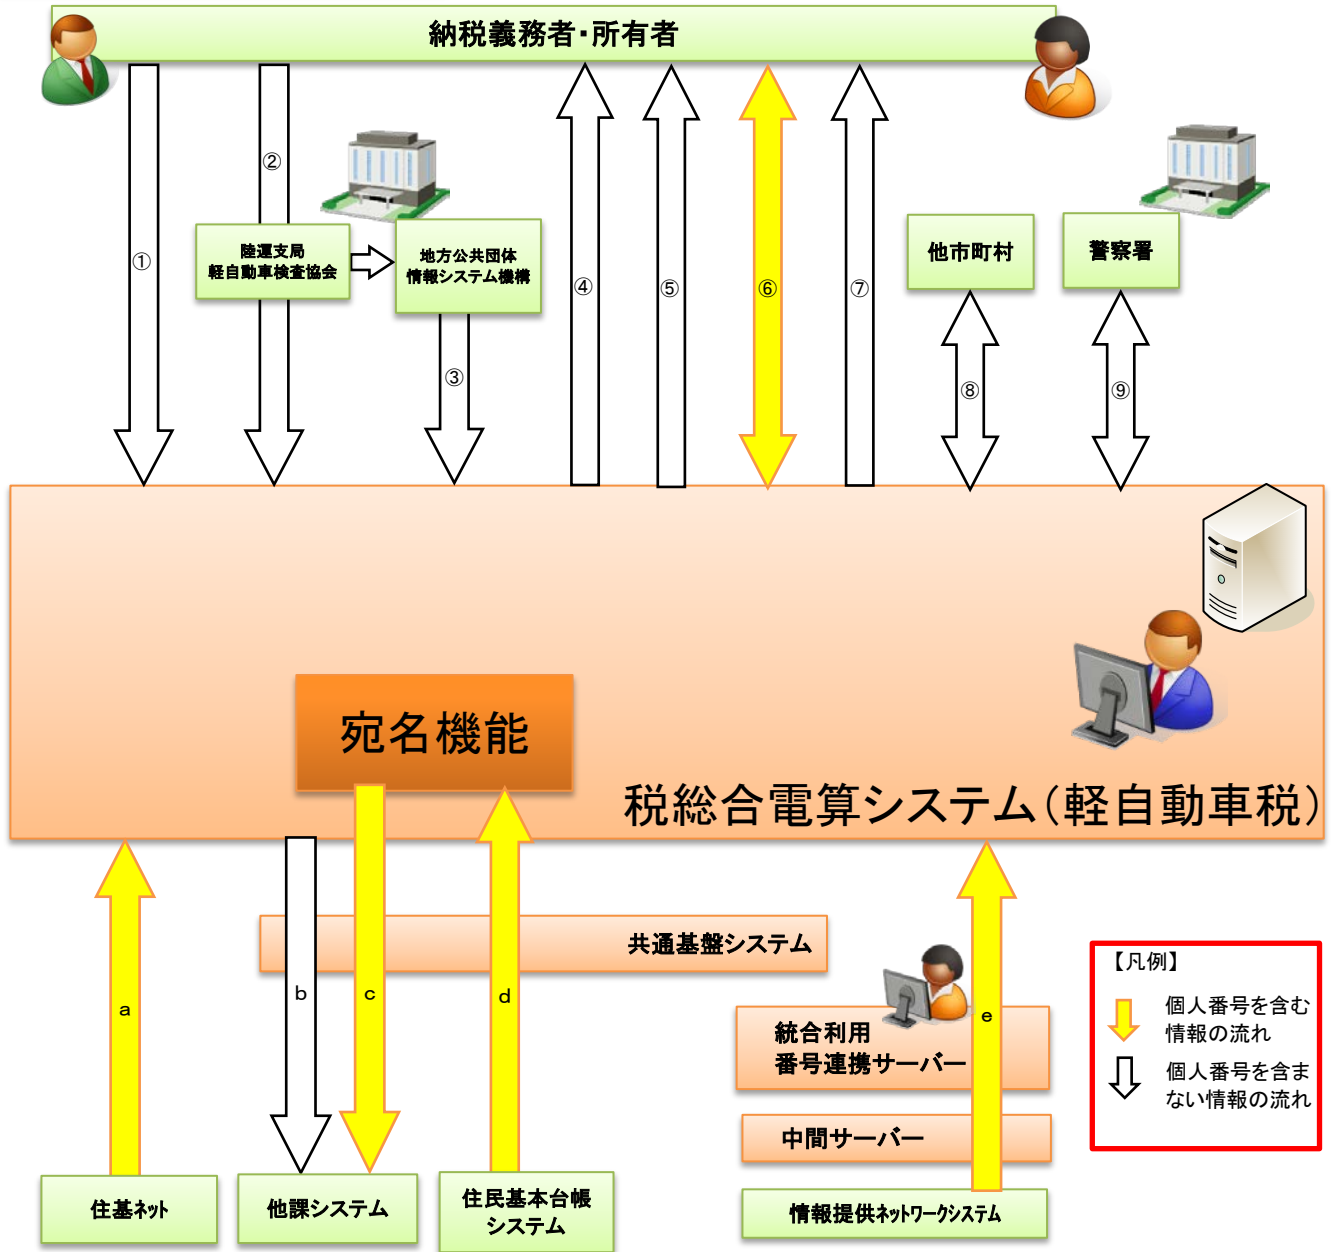 納税義務者・所有者
②
陸運支局
軽自動車検査協会
地方公共団体
情報システム機構
他市町村
警察署
①
④
⑤
⑥
⑦
③
⑧
⑨
宛名機能
税総合電算システム(軽自動車税)
共通基盤システム
a
b
c
d
e
統合利用
番号連携サーバー
中間サーバー
【凡例】
個人番号を含む
情報の流れ
個人番号を含ま
ない情報の流れ
住基ネット
他課システム
住民基本台帳
システム
情報提供ネットワークシステム